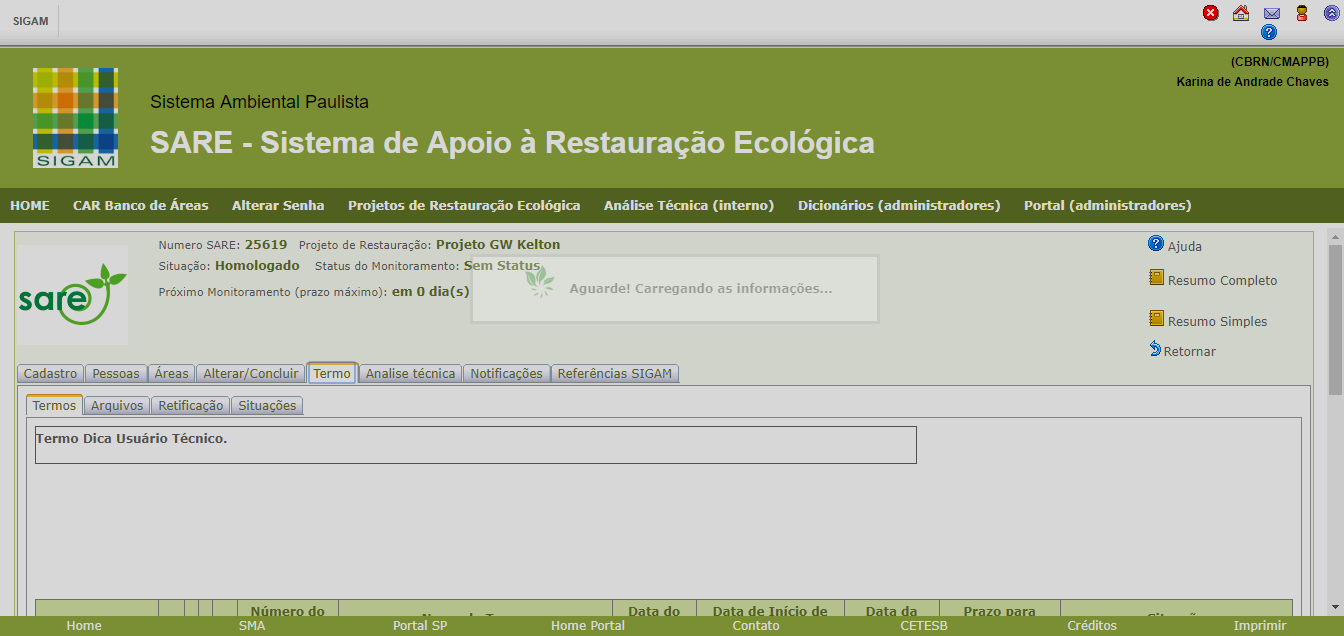 SIGAM
(CBRN/CMAPPB)
Karina de Andrade Chaves
SIGAM
Sistema Ambiental Paulista
SARE - Sistema de Apoio à Restauração Ecológica
HOME CAR Banco de Áreas Alterar Senha Projetos de Restauração Ecológica Análise Técnica (interno) Dicionários (administradores) Portal (administradores)
sare
Numero SARE: 25619 Projeto de Restauração: Projeto GW Kelton
Situação: Homologado Status do Monitoramento: Sem Status
Próximo Monitoramento (prazo máximo): em 0 dia(s)
Aguarde! Carregando as informações...
Ajuda
Resumo Completo
Resumo Simples
Retornar
Cadastro Pessoas Áreas Alterar/Concluir Termo Analise técnica Notificações Referências SIGAM
Termos Arquivos Retificação Situações
Termo Dica Usuário Técnico.
Número do Data do Data de Início de Data da Prazo para
Home SMA Portal SP Home Portal Contato CETESB Créditos Imprimir